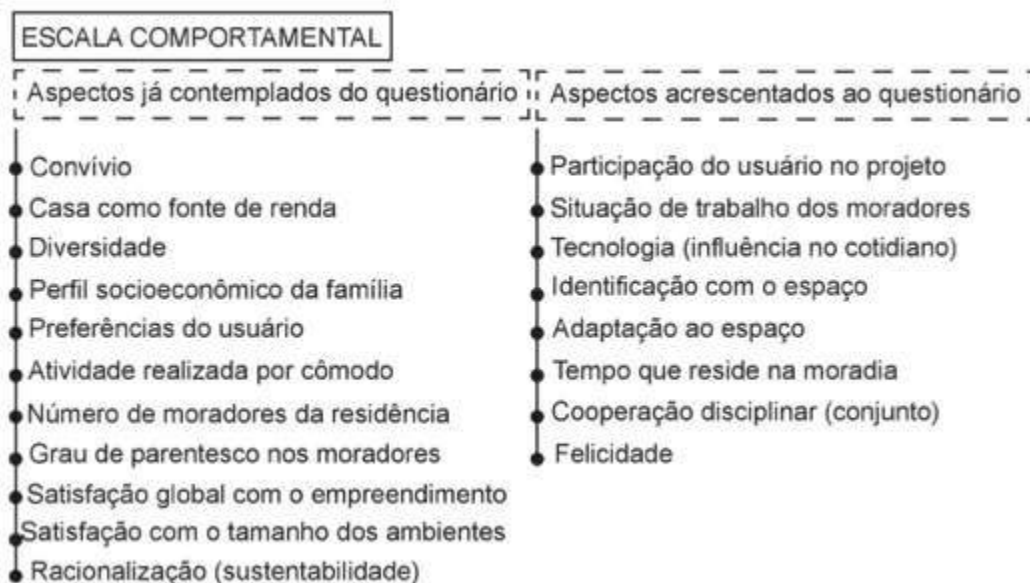 ESCALA COMPORTAMENTAL
Aspectos já contemplados do questionário
Convívio
Casa como fonte de renda
Diversidade
Perfil socioeconômico da família
Preferências do usuário
Atividade realizada por cômodo
Número de moradores da residência
Grau de parentesco nos moradores
Satisfação global com o empreendimento
Satisfação com o tamanho dos ambientes
Racionalização (sustentabilidade)
Aspectos acrescentados ao questionário
Participação do usuário no projeto
Situação de trabalho dos moradores
Tecnologia (influência no cotidiano)
Identificação com o espaço
Adaptação ao espaço
Tempo que reside na moradia
Cooperação disciplinar (conjunto)
Felicidade